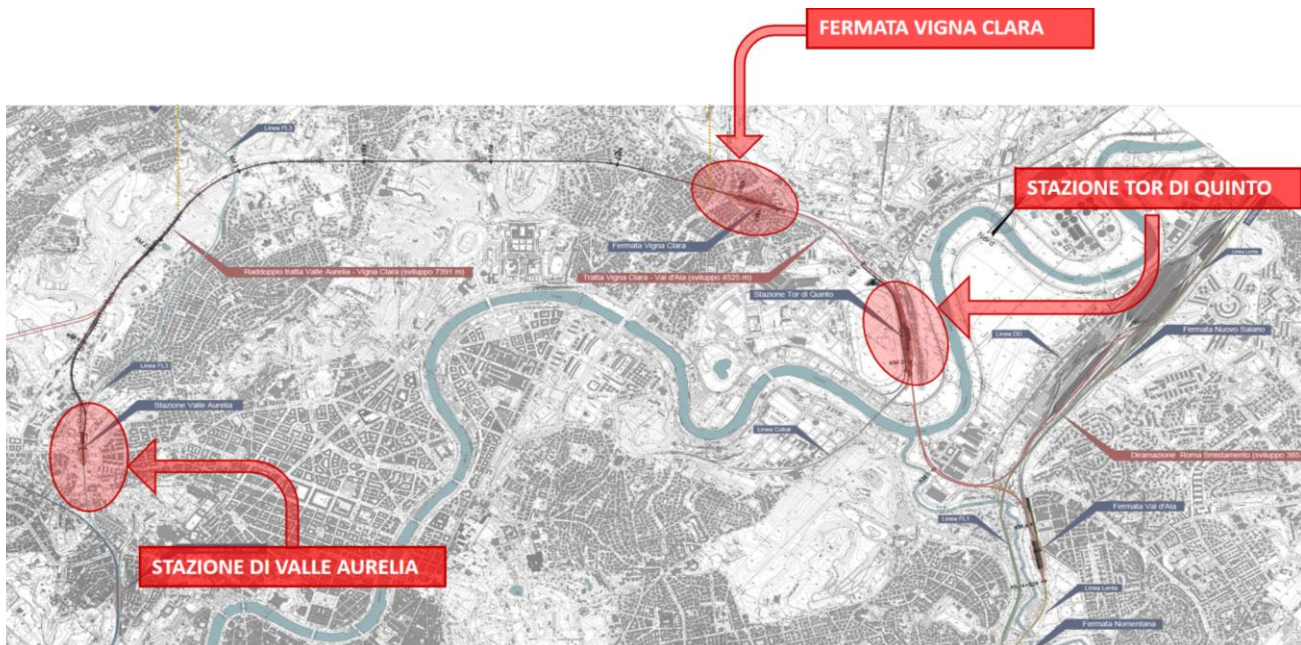 FERMATA VIGNA CLARA
Linea FL3
STAZIONE TOR DI QUINTO
Fermata Vigna Clara
Raddoppio tratta Valle Aurelia - Vigna Clara (sviluppo 7391 m)
Tratta Vigna Clara - Val d'Ala (sviluppo 4525 m)
Stazione Tor di Quinto
Linea Lenta
Linea DD
Fermata Nuovo Salario
Linea FL3
Stazione Valle Aurelia
Linea
Diramazione Roma Smistamento (sviluppo
Fermata Val d'Ala
Linea FL1
STAZIONE DI VALLE AURELIA
Linea Lenta
Fermata Nomentana